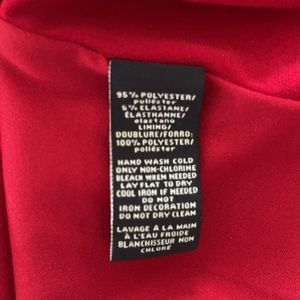 95% POLYESTER/
poliéster
5% ELASTANE/
ÉLASTHANNE/
elastano
LINING/
DOUBLURE/FORRO:
100% POLYESTER/
poliéster
HAND WASH COLD
ONLY NON-CHLORINE
BLEACH WHEN NEEDED
LAY FLAT TO DRY
COOL IRON IF NEEDED
DO NOT
IRON DECORATION
DO NOT DRY CLEAN
LAVAGE À LA MAIN
À L'EAU FROIDE
BLANCHISSEUR NON
CHLORÉ